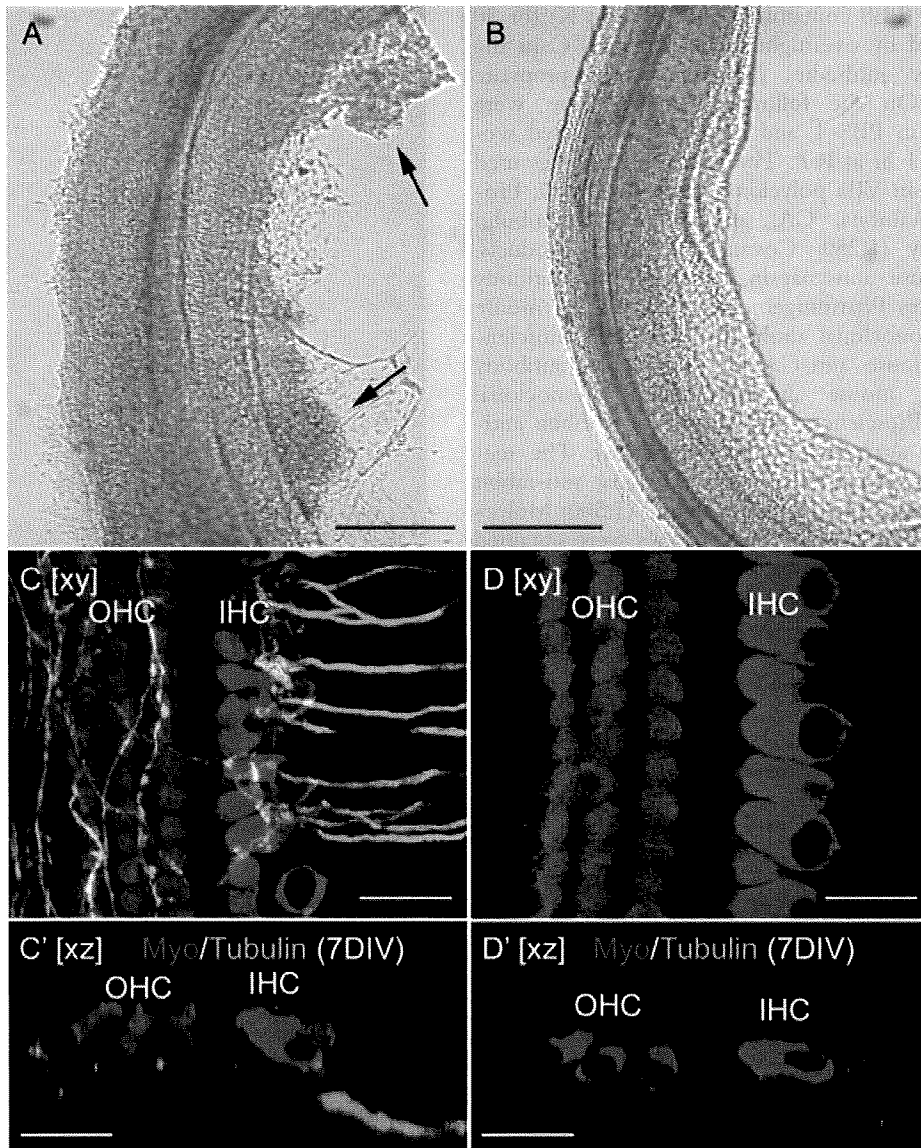 A
B
C [xy]
OHC
IHC
D [xy]
OHC
IHC
C' [xz]
Myo/Tubulin (7DIV)
OHC
IHC
D' [xz]
Myo/Tubulin (7DIV)
OHC
IHC